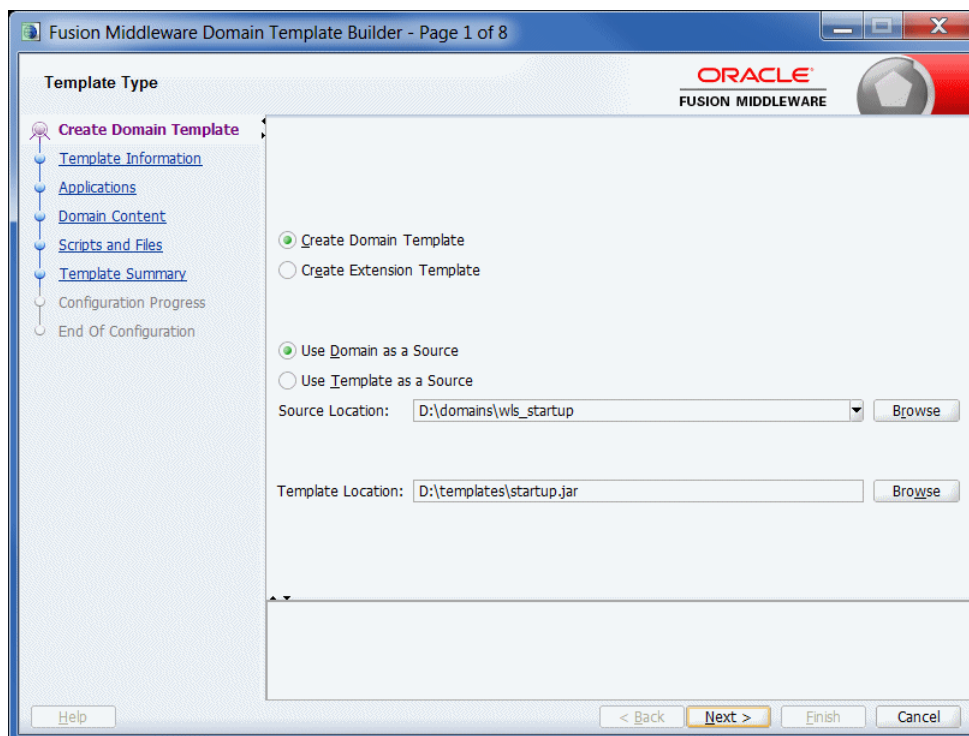 Fusion Middleware Domain Template Builder - Page 1 of 8
Template Type
ORACLE
FUSION MIDDLEWARE
Create Domain Template
Template Information
Applications
Domain Content
Scripts and Files
Template Summary
Configuration Progress
End Of Configuration
Create Domain Template
Create Extension Template
Use Domain as a Source
Use Template as a Source
Source Location: D:\domains\wls_startup Browse
Template Location: D:\templates\startup.jar Browse
Help < Back Next > Finish Cancel